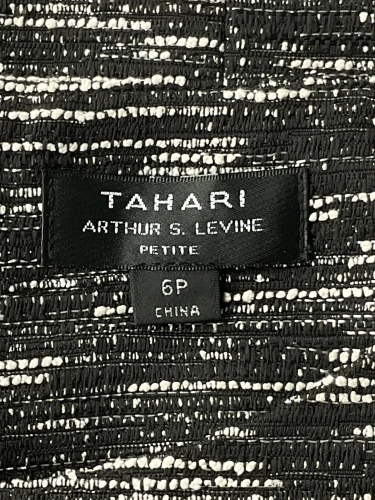 TAHARI
ARTHUR S. LEVINE
PETITE
6P
CHINA